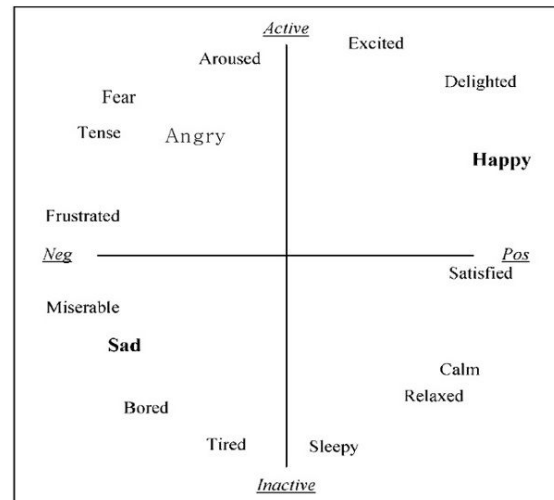 Active
Excited
Aroused
Delighted
Fear
Tense
Angry
Happy
Frustrated
Neg
Pos
Satisfied
Miserable
Sad
Calm
Relaxed
Bored
Tired
Sleepy
Inactive